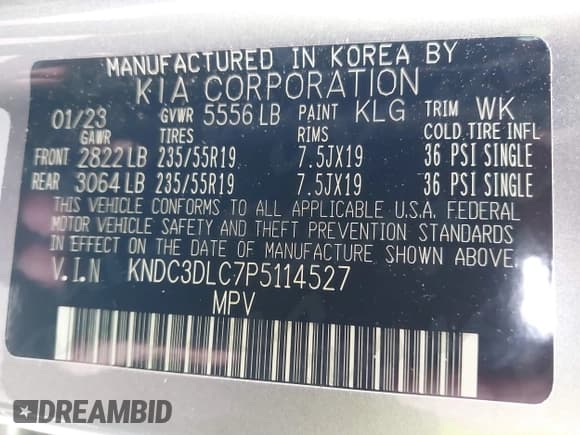 MANUFACTURED IN KOREA BY
KIA CORPORATION
01/23 GVWR 5556 LB PAINT KLG TRIM WK
GAWR TIRES RIMS COLD TIRE INFL
FRONT 2822 LB 235/55R19 7.5JX19 36 PSI SINGLE
REAR 3064 LB 235/55R19 7.5JX19 36 PSI SINGLE
THIS VEHICLE CONFORMS TO ALL APPLICABLE U.S.A. FEDERAL
MOTOR VEHICLE SAFETY AND THEFT PREVENTION STANDARDS
IN EFFECT ON THE DATE OF MANUFACTURE SHOWN ABOVE.
V.I.N KNDC3DLC7P5114527
MPV
DREAMBID